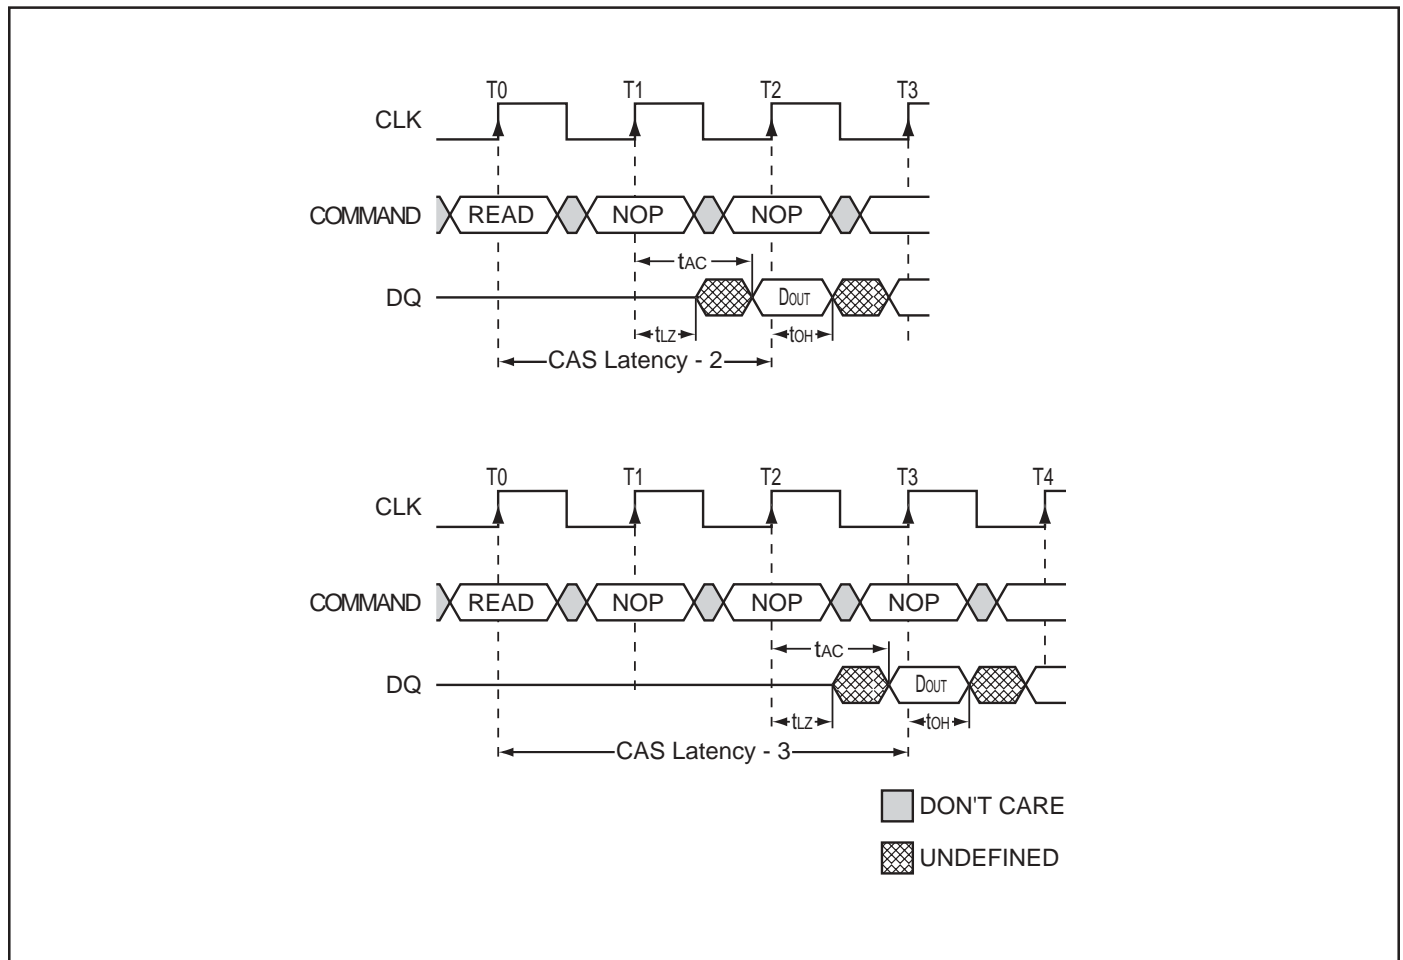 T0 T1 T2 T3
CLK
COMMAND READ NOP NOP
tAC
DQ DOUT
tLZ tOH
CAS Latency - 2
T0 T1 T2 T3 T4
CLK
COMMAND READ NOP NOP NOP
tAC
DQ DOUT
tLZ tOH
CAS Latency - 3
DON'T CARE
UNDEFINED